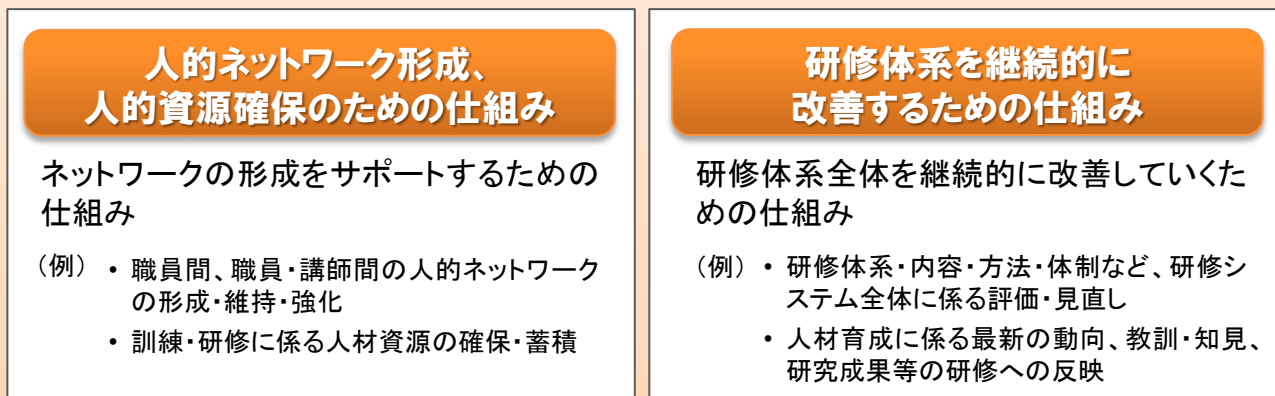 人的ネットワーク形成、
人的資源確保のための仕組み
ネットワークの形成をサポートするための
仕組み
（例） • 職員間、職員・講師間の人的ネットワーク
の形成・維持・強化
• 訓練・研修に係る人材資源の確保・蓄積
研修体系を継続的に
改善するための仕組み
研修体系全体を継続的に改善していくた
めの仕組み
（例） • 研修体系・内容・方法・体制など、研修シ
ステム全体に係る評価・見直し
• 人材育成に係る最新の動向、教訓・知見、
研究成果等の研修への反映